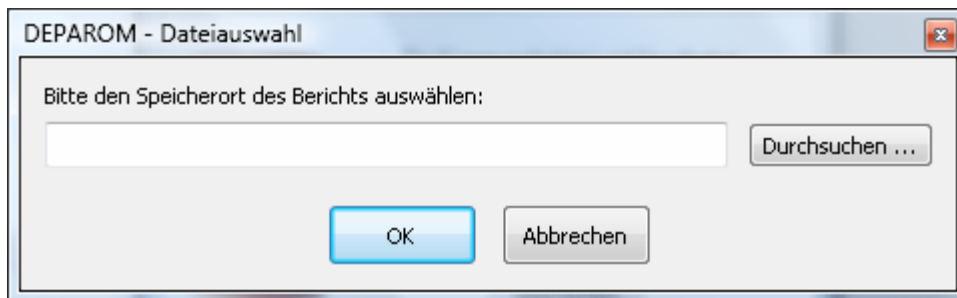 DEPAROM - Dateiauswahl
Bitte den Speicherort des Berichts auswählen:
Durchsuchen ...
OK
Abbrechen